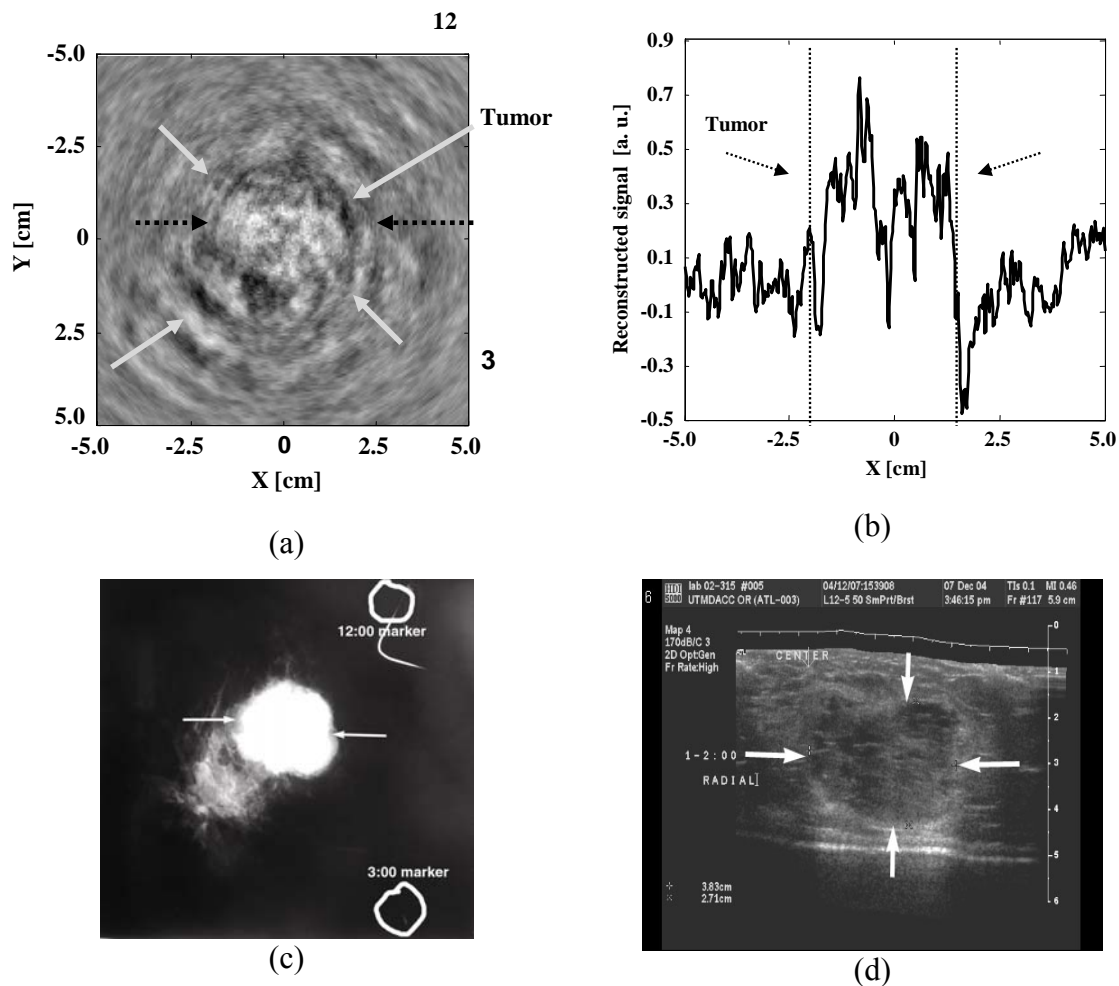 12
-5.0
-2.5
0
2.5
5.0
Y [cm]
Tumor
3
-5.0 -2.5 0 2.5 5.0
X [cm]
(a)
0.9
0.7
0.5
0.3
0.1
-0.1
-0.3
-0.5
Reconstructed signal [a. u.]
Tumor
-5.0 -2.5 0 2.5 5.0
X [cm]
(b)
12:00 marker
3:00 marker
(c)
6
lab 02-315 #005 04/12/07:153908 07 Dec 04 TIs 0.1 MI 0.46
UTMDACC OR (ATL-003) L12-5 50 SmPrt/Brst 3:46:15 pm Fr #117 5.9 cm
Map 4
170dB/C 3
2D Opt:Gen
Fr Rate:High
CENTER
1-2:00
RADIAL
0
1
2
3
4
5
6
3.83cm
2.71cm
(d)